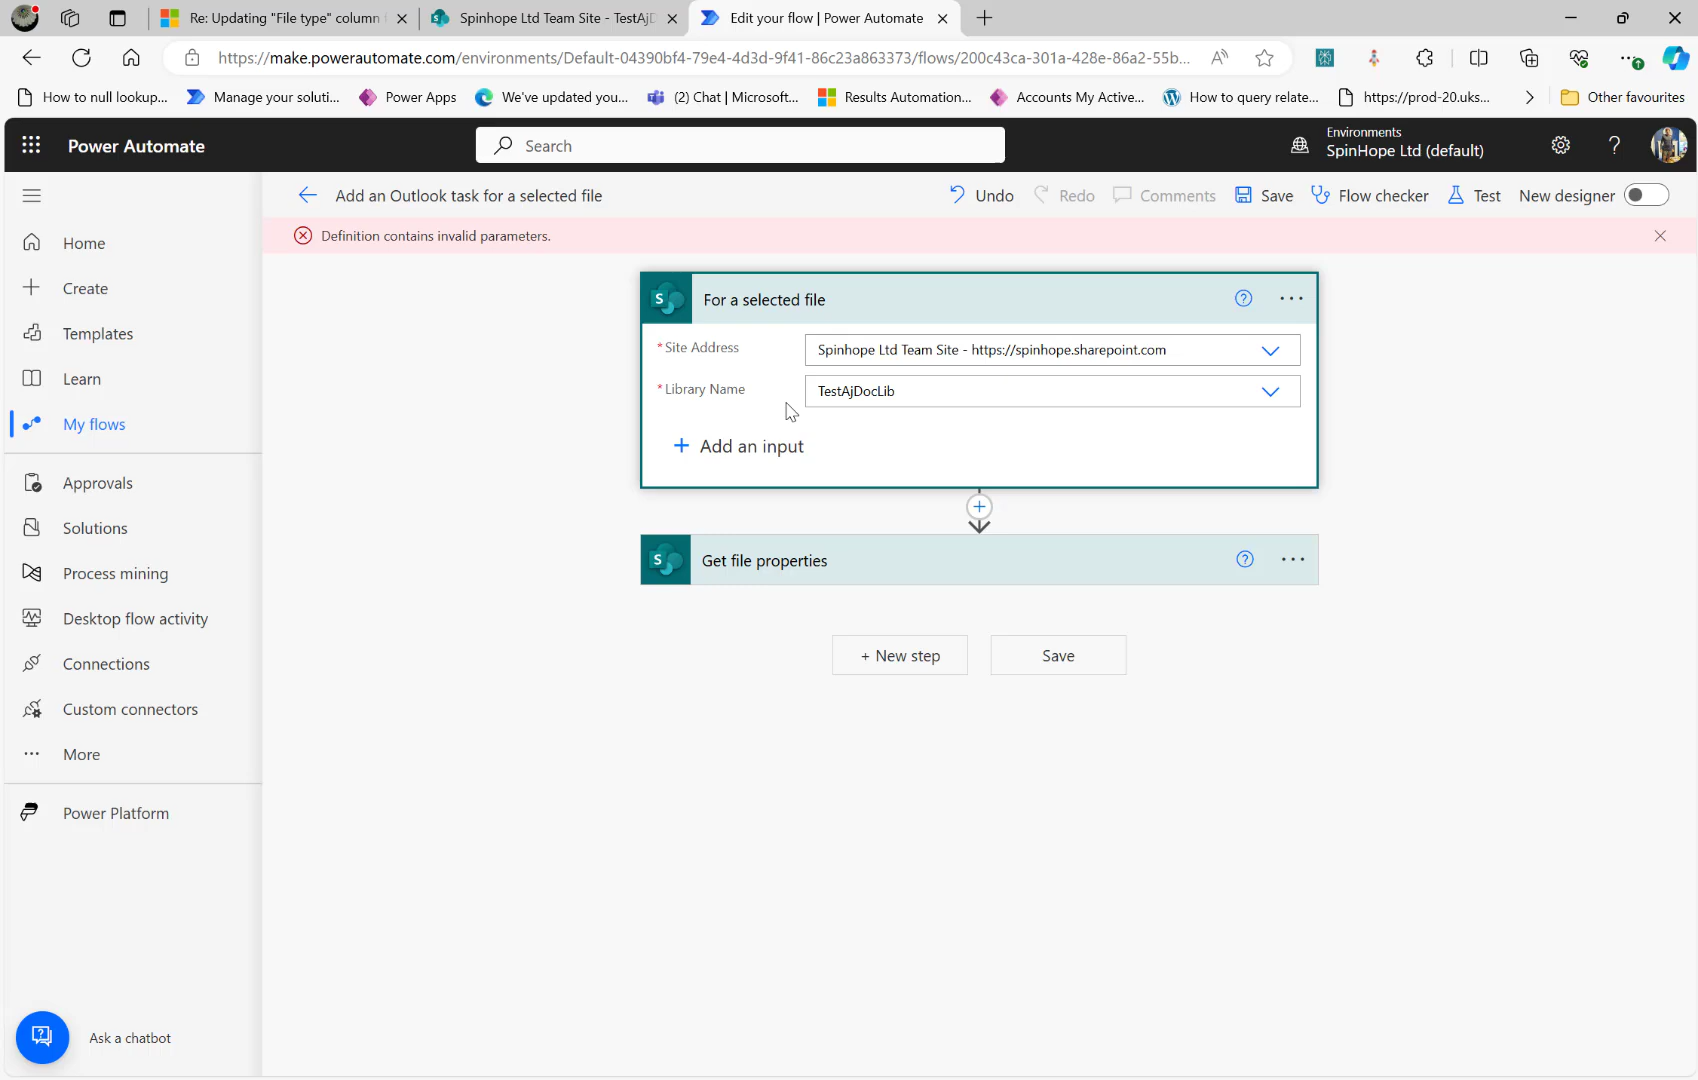 Re: Updating "File type" column
Spinhope Ltd Team Site - TestAjD
Edit your flow | Power Automate
https://make.powerautomate.com/environments/Default-04390bf4-79e4-4d3d-9f41-86c23a863373/flows/200c43ca-301a-428e-86a2-55b...
How to null lookup...
Manage your soluti...
Power Apps
We've updated you...
(2) Chat | Microsoft...
Results Automation...
Accounts My Active...
How to query relate...
https://prod-20.uks...
Other favourites
Power Automate
Search
Environments
SpinHope Ltd (default)
Add an Outlook task for a selected file
Undo
Redo
Comments
Save
Flow checker
Test
New designer
Definition contains invalid parameters.
Home
Create
Templates
Learn
My flows
Approvals
Solutions
Process mining
Desktop flow activity
Connections
Custom connectors
More
Power Platform
Ask a chatbot
For a selected file
* Site Address
Spinhope Ltd Team Site - https://spinhope.sharepoint.com
* Library Name
TestAjDocLib
+ Add an input
Get file properties
+ New step
Save